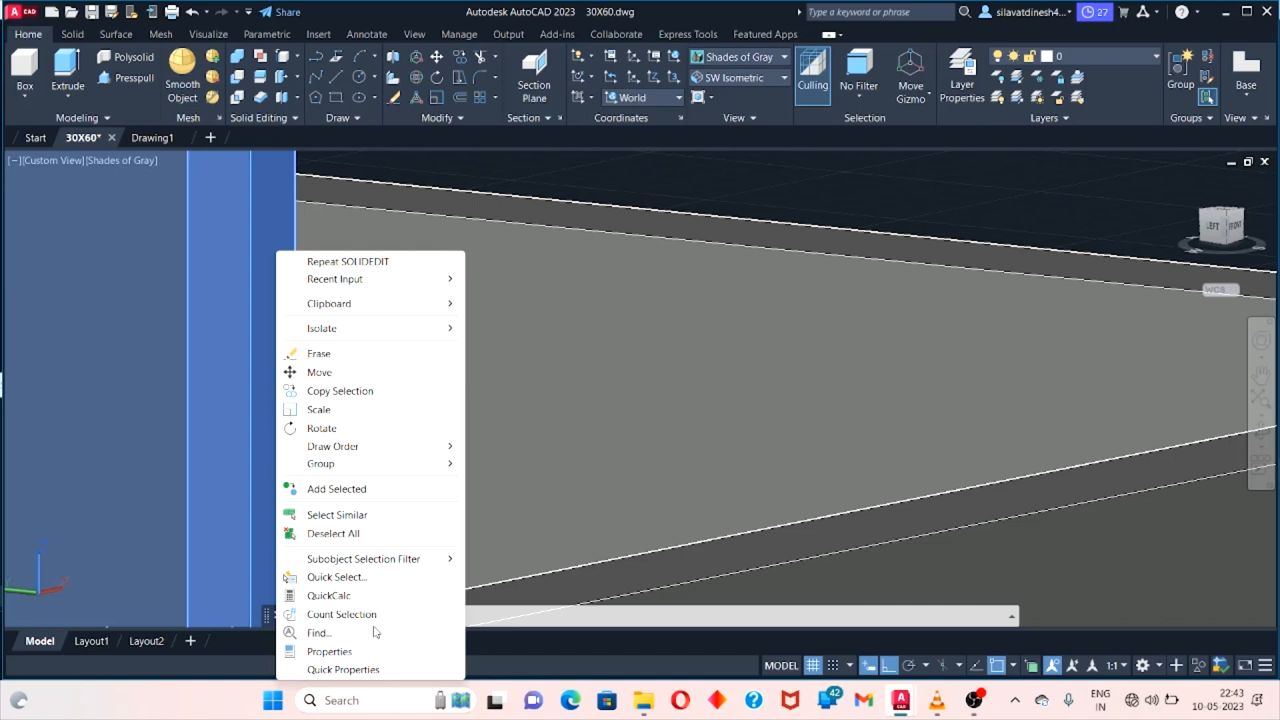 A CAD
Share
Autodesk AutoCAD 2023 30X60.dwg
Type a keyword or phrase
silavatdinesh4...
27
Home Solid Surface Mesh Visualize Parametric Insert Annotate View Manage Output Add-ins Collaborate Express Tools Featured Apps
Box
Extrude
Polysolid
Presspull
Smooth
Object
Section
Plane
Shades of Gray
SW Isometric
World
Culling
No Filter
Move
Gizmo
Layer
Properties
0
Group
Base
Modeling Mesh Solid Editing Draw Modify Section Coordinates View Selection Layers Groups View
Start 30X60* Drawing1
[−][Custom View][Shades of Gray]
LEFT FRONT
WCS
Repeat SOLIDEDIT
Recent Input
Clipboard
Isolate
Erase
Move
Copy Selection
Scale
Rotate
Draw Order
Group
Add Selected
Select Similar
Deselect All
Subobject Selection Filter
Quick Select...
QuickCalc
Count Selection
Find...
Properties
Quick Properties
Model Layout1 Layout2
MODEL
1:1
Search
42
ENG
IN
22:43
10-05-2023